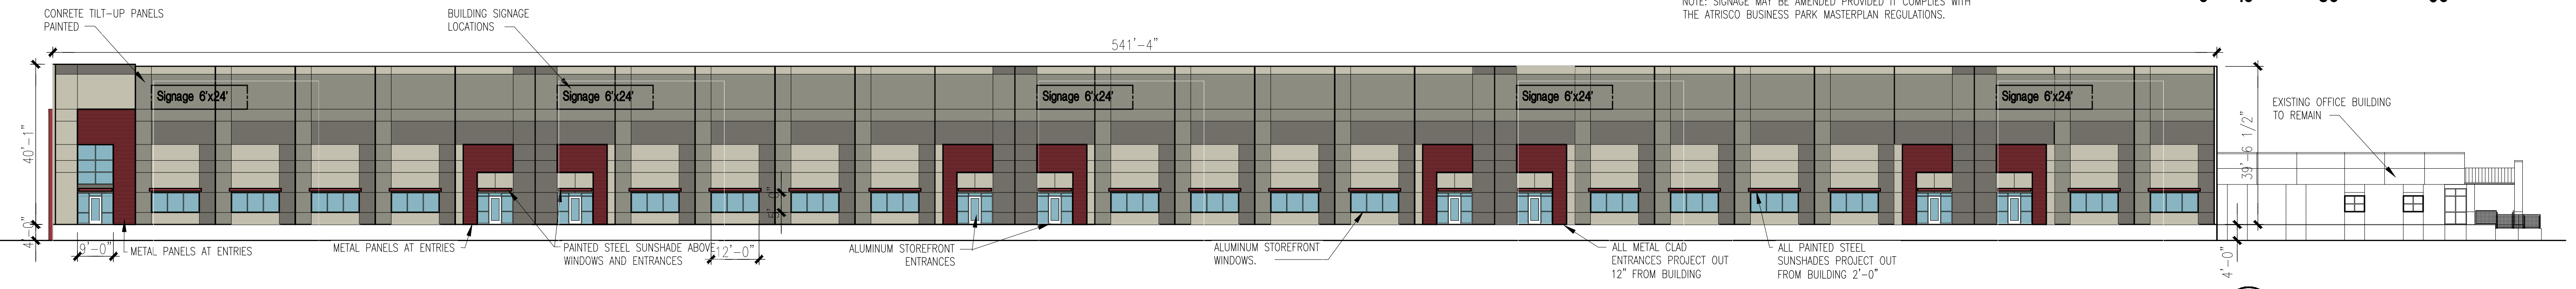 NOTE: SIGNAGE MAY BE AMENDED PROVIDED IT COMPLIES WITH
THE ATRISCO BUSINESS PARK MASTERPLAN REGULATIONS.
CONRETE TILT-UP PANELS
PAINTED
BUILDING SIGNAGE
LOCATIONS
541'-4"
Signage 6'x24'
Signage 6'x24'
Signage 6'x24'
Signage 6'x24'
Signage 6'x24'
EXISTING OFFICE BUILDING
TO REMAIN
40'-1"
39'-6 1/2"
4'-0"
5'-0"
9'-0"
METAL PANELS AT ENTRIES
METAL PANELS AT ENTRIES
PAINTED STEEL SUNSHADE ABOVE
WINDOWS AND ENTRANCES
12'-0"
ALUMINUM STOREFRONT
ENTRANCES
ALUMINUM STOREFRONT
WINDOWS.
ALL METAL CLAD
ENTRANCES PROJECT OUT
12" FROM BUILDING
ALL PAINTED STEEL
SUNSHADES PROJECT OUT
FROM BUILDING 2'-0"
4'-0"